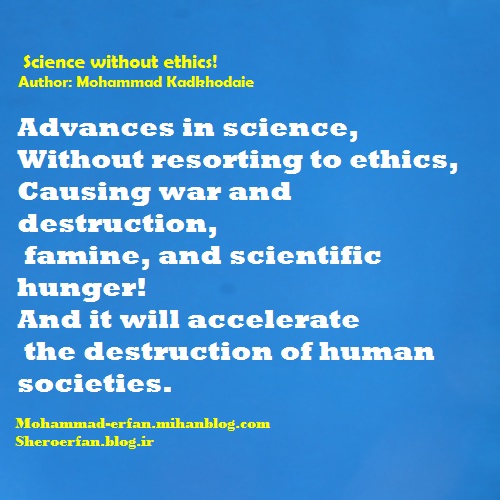 Science without ethics!
Author: Mohammad Kadkhodaie
Advances in science,
Without resorting to ethics,
Causing war and
destruction,
famine, and scientific
hunger!
And it will accelerate
the destruction of human
societies.
Mohammad-erfan.mihanblog.com
Sheroerfan.blog.ir